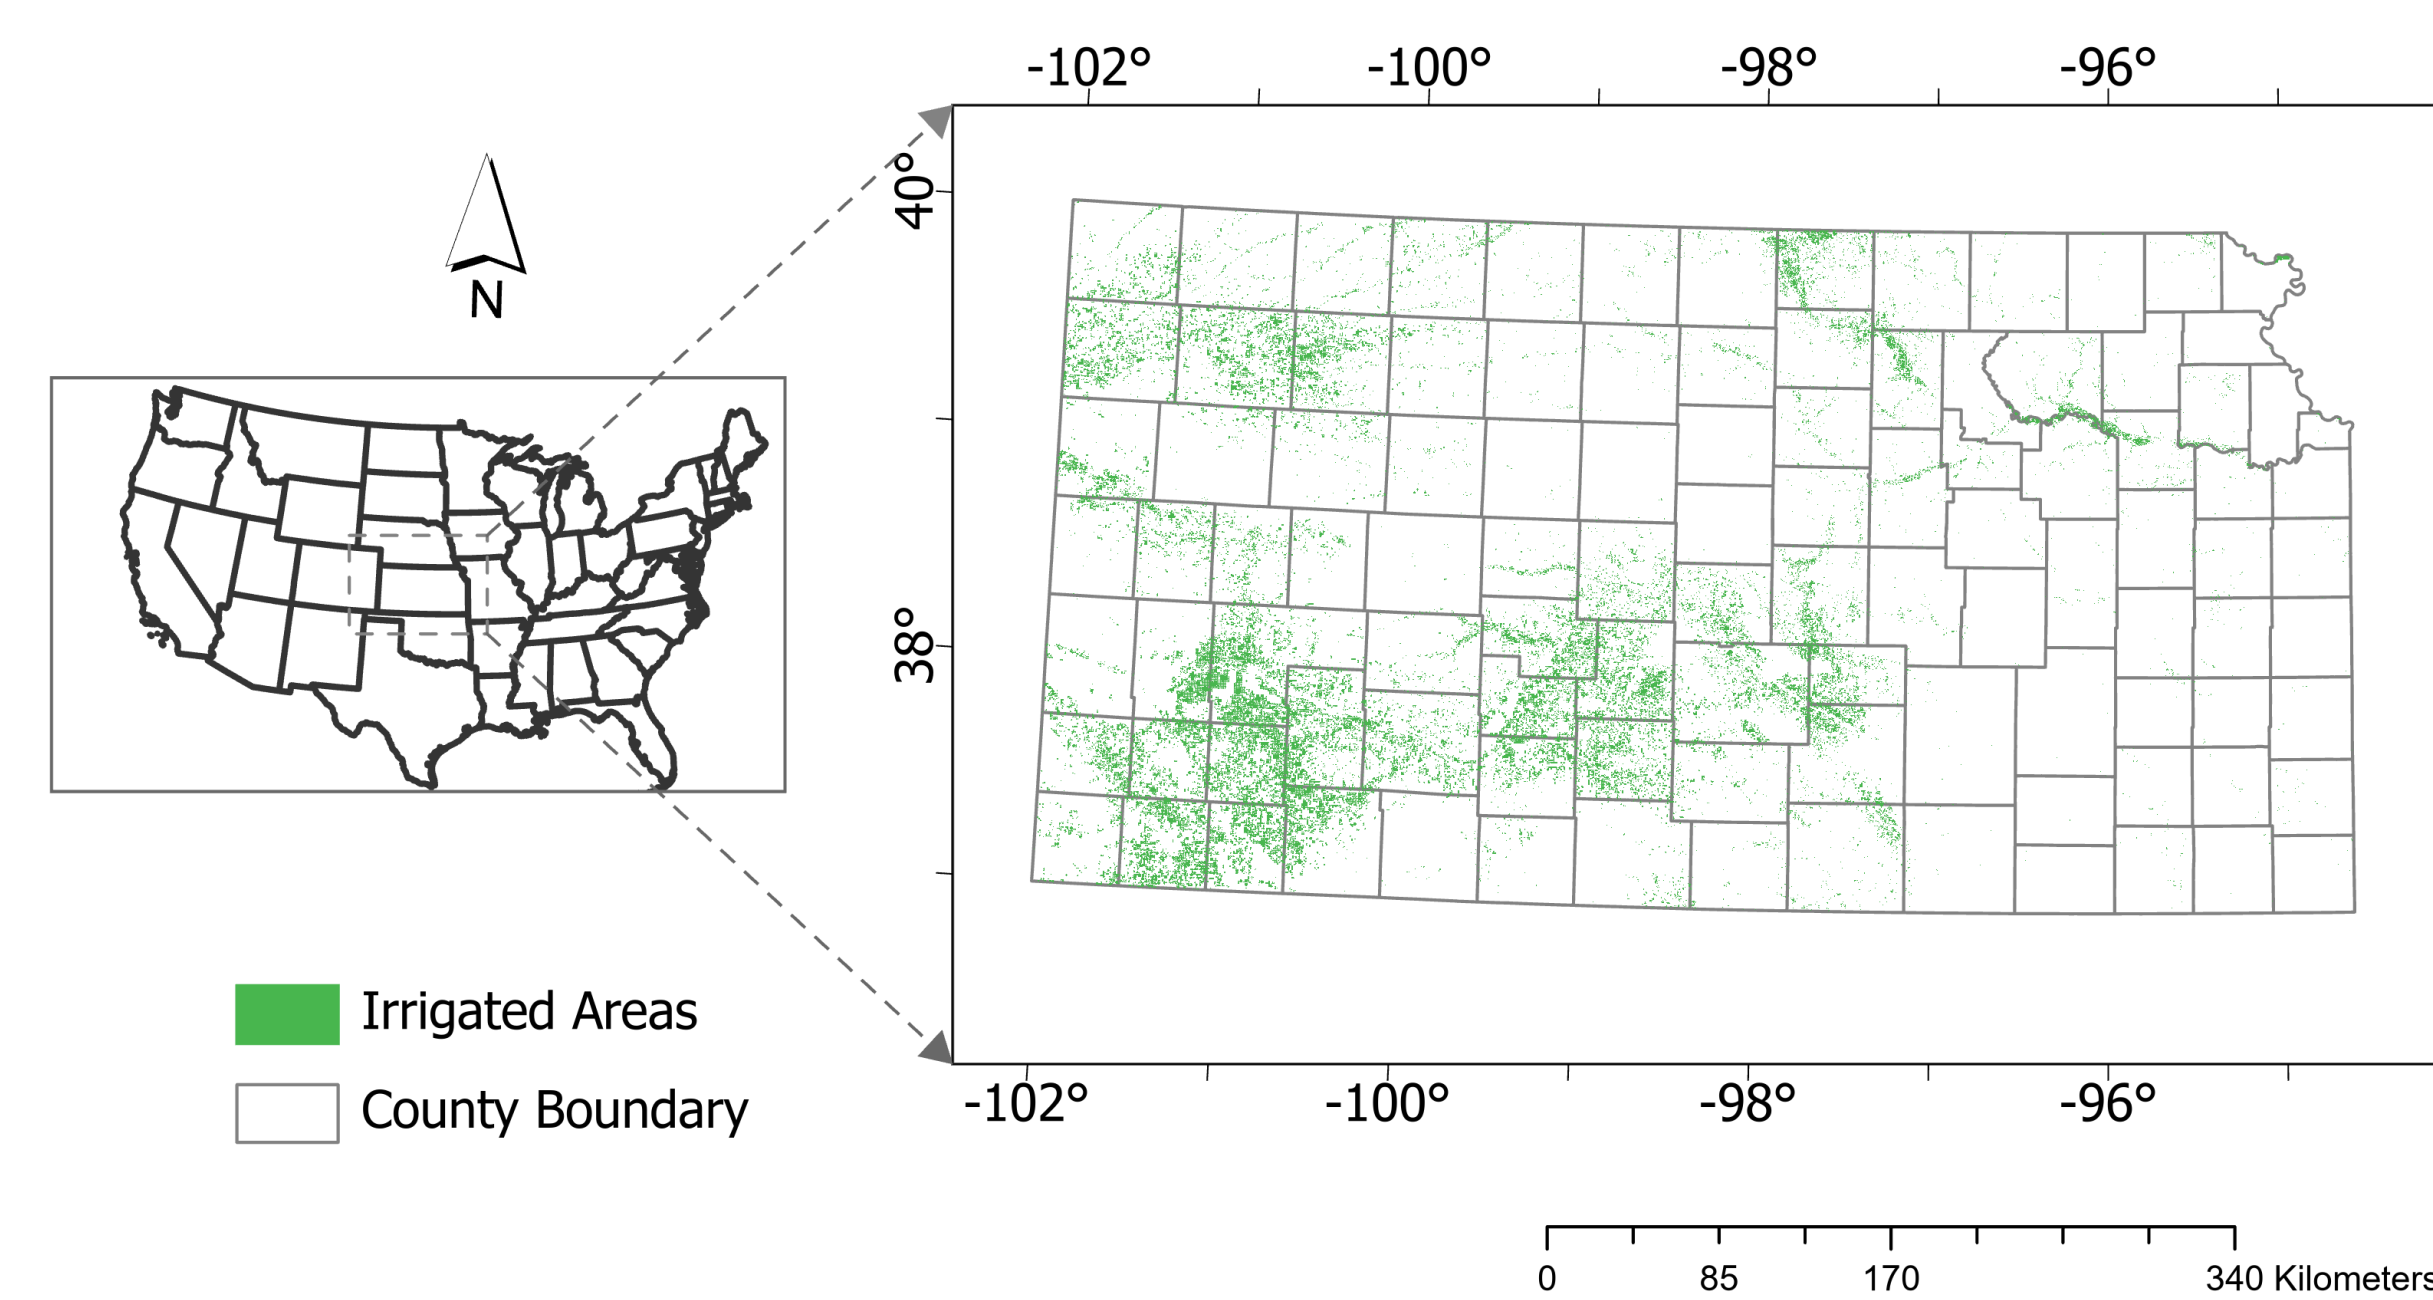 -102° -100° -98° -96°
40°
N
38°
Irrigated Areas
County Boundary
-102° -100° -98° -96°
0 85 170 340 Kilometers